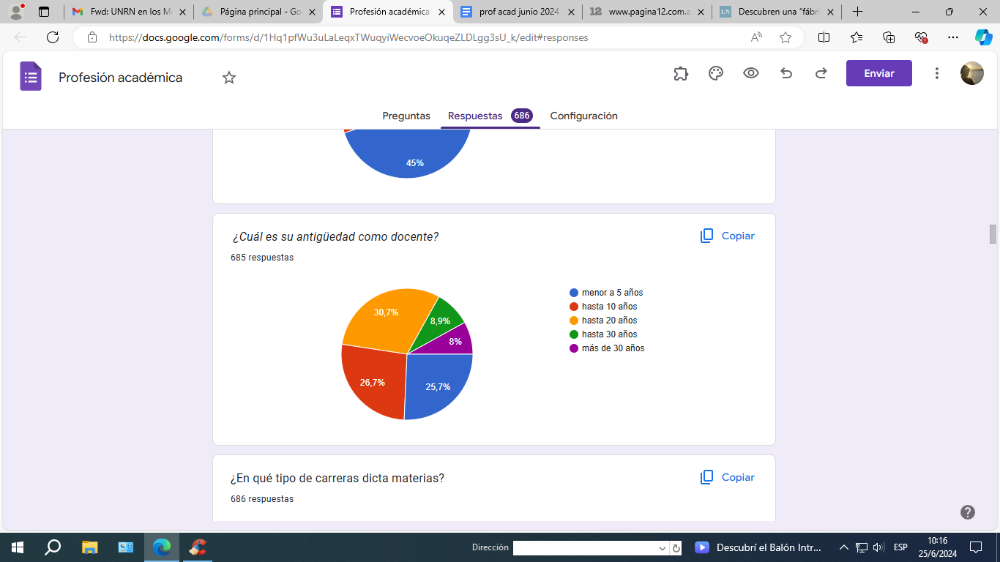 Fwd: UNRN en los M
Página principal - Go
Profesión académica
prof acad junio 2024
12 www.pagina12.com.a
LN Descubren una “fábri
https://docs.google.com/forms/d/1Hq1pfWu3uLaLeqxTWuqyiWecvoeOkuqeZLDLgg3sU_k/edit#responses
Profesión académica
Enviar
Preguntas
Respuestas 686
Configuración
45%
¿Cuál es su antigüedad como docente?
Copiar
685 respuestas
menor a 5 años
hasta 10 años
hasta 20 años
hasta 30 años
más de 30 años
30,7%
8,9%
8%
26,7%
25,7%
¿En qué tipo de carreras dicta materias?
Copiar
686 respuestas
Dirección
Descubrí el Balón Intr...
ESP
10:16
25/6/2024